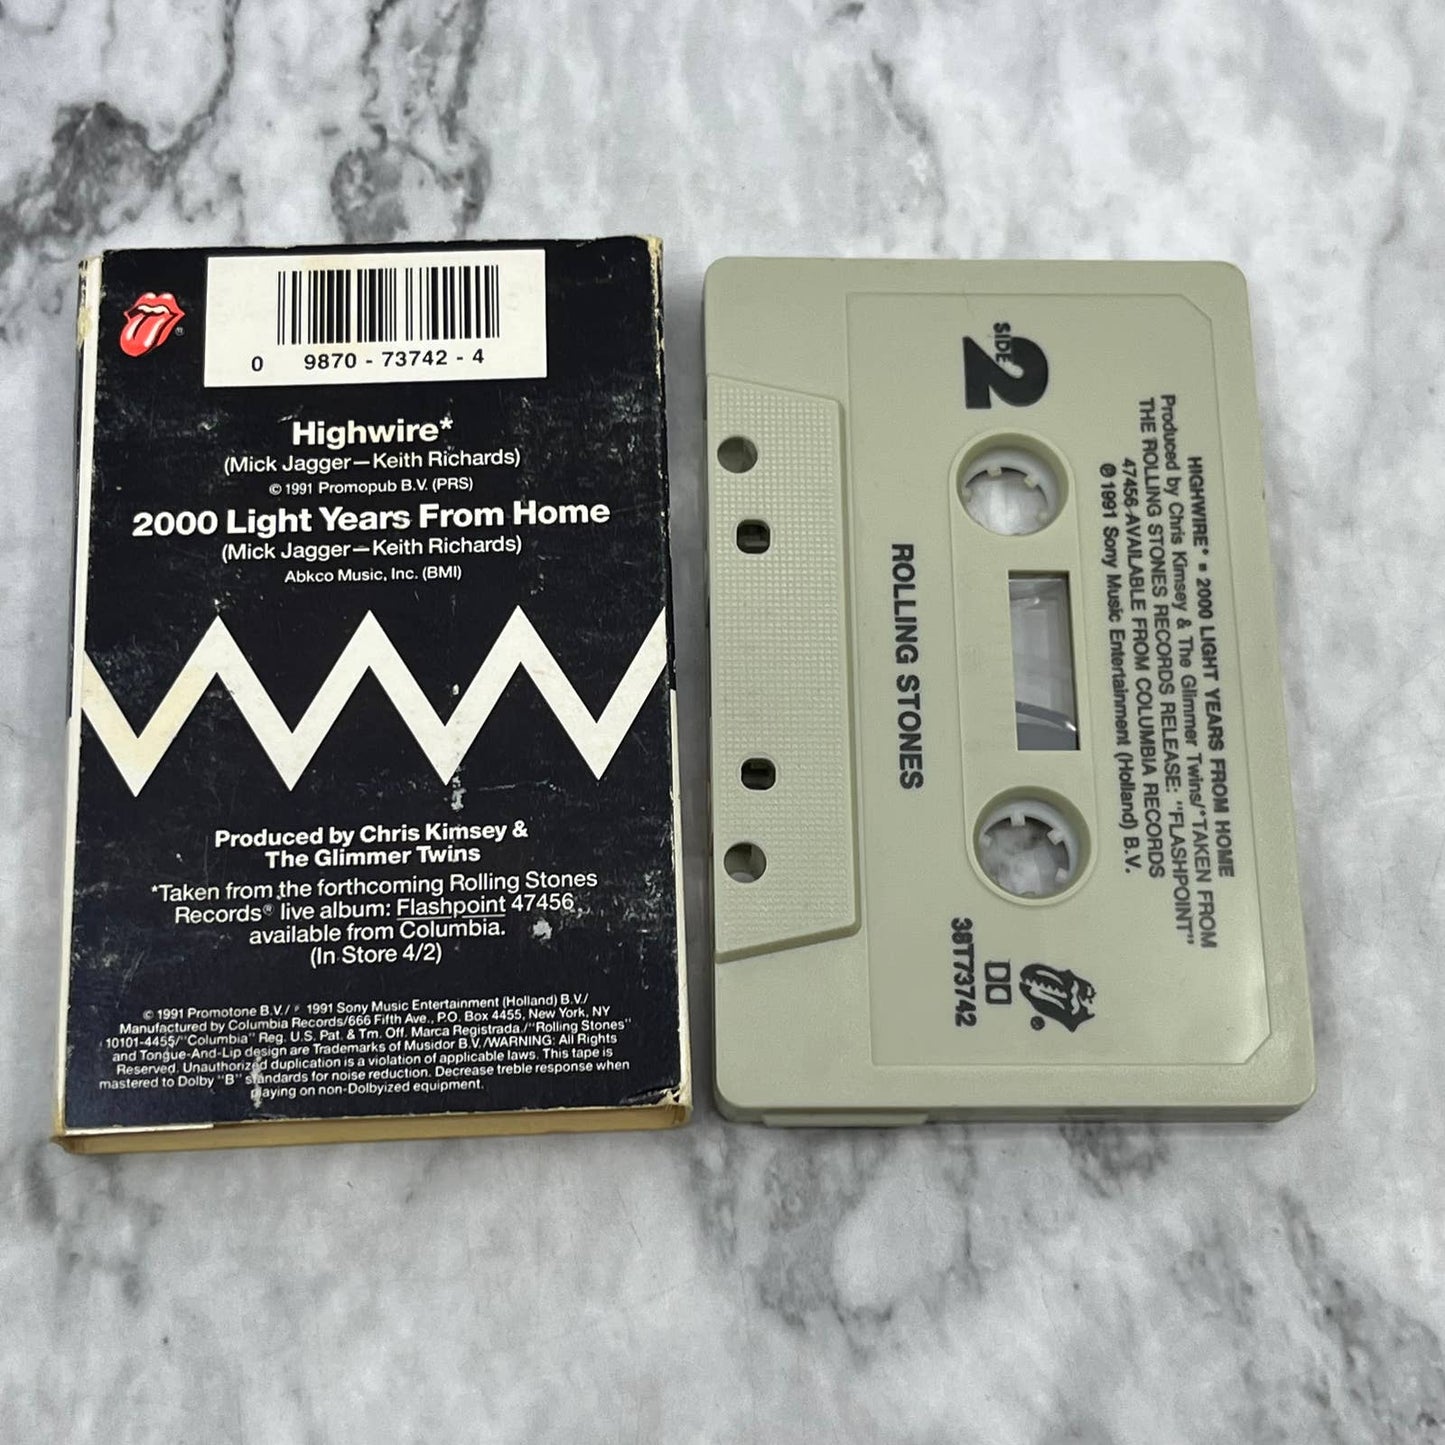 0 9870 - 73742 - 4
Highwire*
(Mick Jagger—Keith Richards)
© 1991 Promopub B.V. (PRS)
2000 Light Years From Home
(Mick Jagger—Keith Richards)
Abkco Music, Inc. (BMI)
Produced by Chris Kimsey &
The Glimmer Twins
*Taken from the forthcoming Rolling Stones
Records® live album: Flashpoint 47456,
available from Columbia.
(In Store 4/2)
© 1991 Promotone B.V./ ℗ 1991 Sony Music Entertainment (Holland) B.V./
Manufactured by Columbia Records/666 Fifth Ave., P.O. Box 4455, New York, NY
10101-4455/"Columbia" Reg. U.S. Pat. & Tm. Off. Marca Registrada./"Rolling Stones"
and Tongue-And-Lip design are Trademarks of Musidor B.V./WARNING: All Rights
Reserved. Unauthorized duplication is a violation of applicable laws. This tape is
mastered to Dolby "B" standards for noise reduction. Decrease treble response when
playing on non-Dolbyized equipment.
SIDE
2
HIGHWIRE* ■ 2000 LIGHT YEARS FROM HOME
Produced by Chris Kimsey & The Glimmer Twins/*TAKEN FROM
THE ROLLING STONES RECORDS RELEASE: "FLASHPOINT"
47456 AVAILABLE FROM COLUMBIA RECORDS
℗ 1991 Sony Music Entertainment (Holland) B.V.
ROLLING STONES
®
38T73742